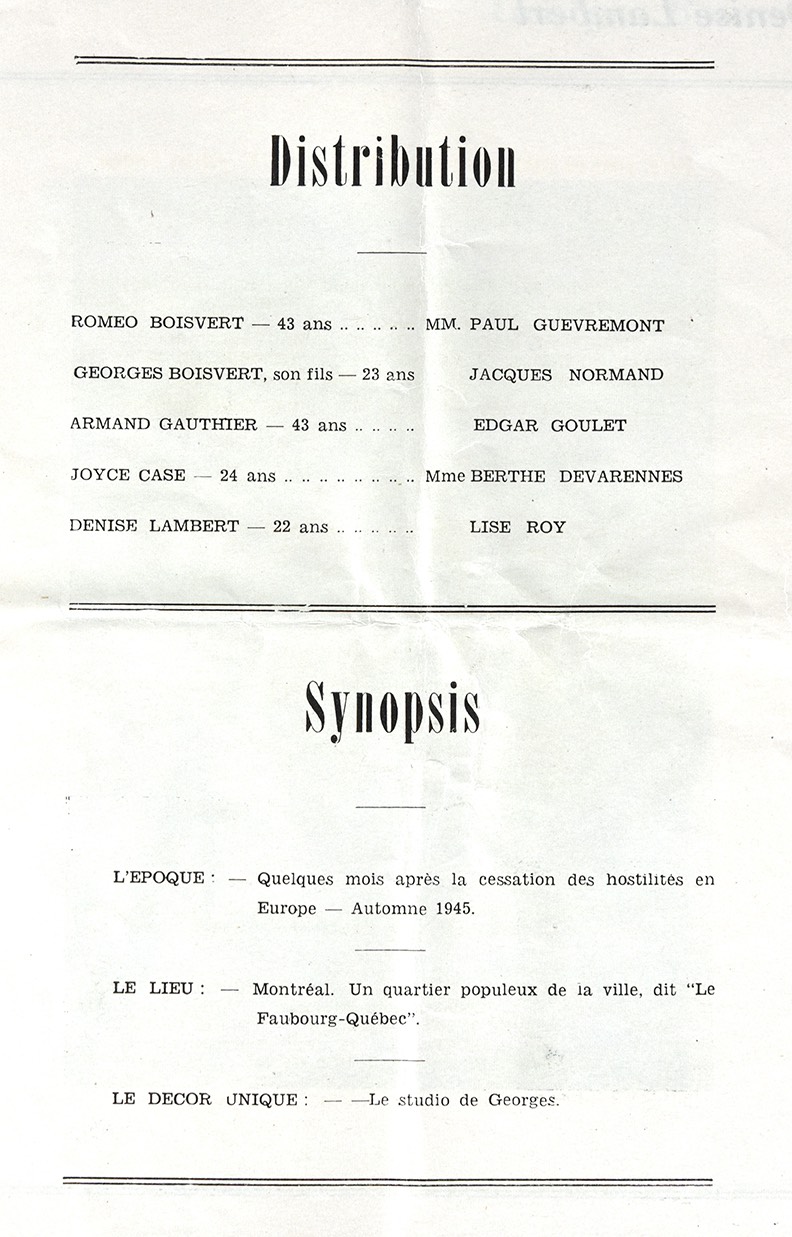 Denise Lambert
Distribution
ROMEO BOISVERT — 43 ans .. .. .. .. .. MM. PAUL GUEVREMONT
GEORGES BOISVERT, son fils — 23 ans JACQUES NORMAND
ARMAND GAUTHIER — 43 ans .. .. .. .. EDGAR GOULET
JOYCE CASE — 24 ans .. .. .. .. .. .. .. .. Mme BERTHE DEVARENNES
DENISE LAMBERT — 22 ans .. .. .. .. .. LISE ROY
Synopsis
L'EPOQUE : — Quelques mois après la cessation des hostilités en
Europe — Automne 1945.
LE LIEU : — Montréal. Un quartier populeux de la ville, dit “Le
Faubourg-Québec”.
LE DECOR UNIQUE : — —Le studio de Georges.